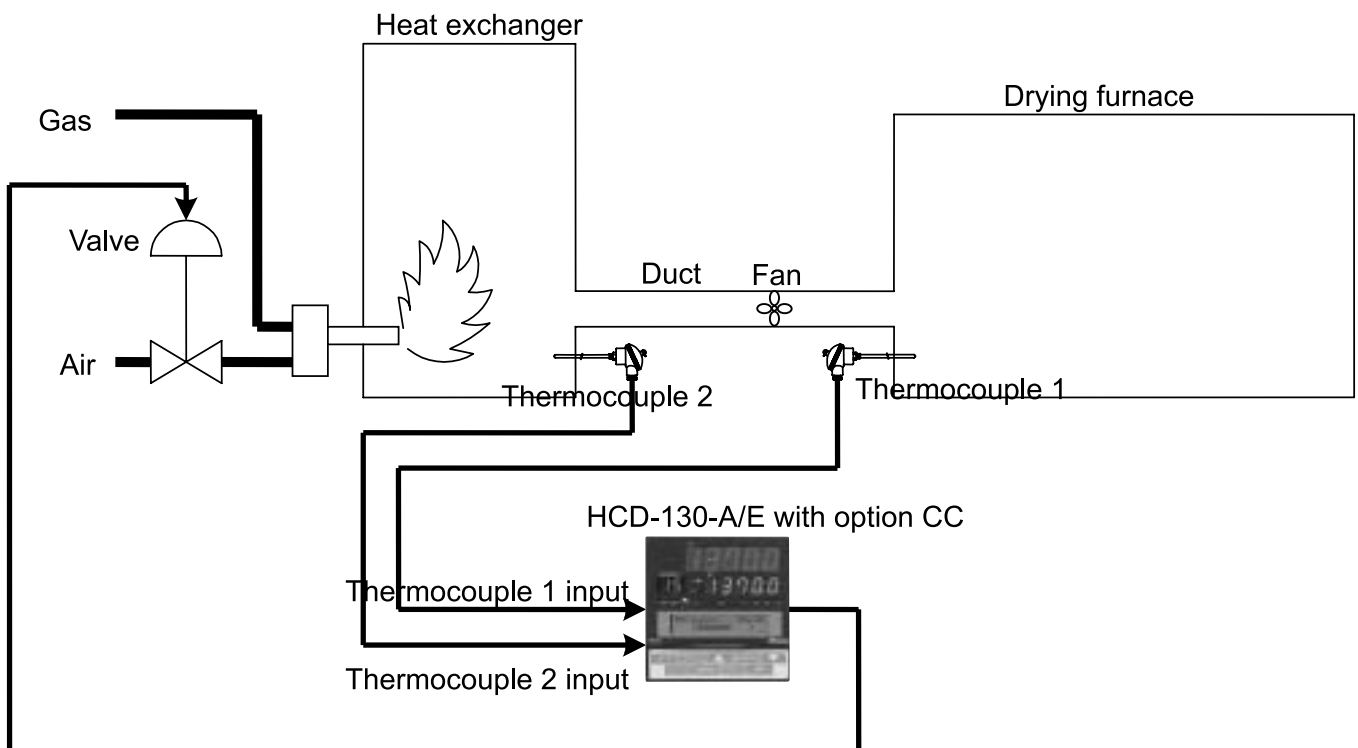 Heat exchanger
Drying furnace
Gas
Valve
Duct
Fan
Air
Thermocouple 2
Thermocouple 1
HCD-130-A/E with option CC
13700
Thermocouple 1 input
Thermocouple 2 input